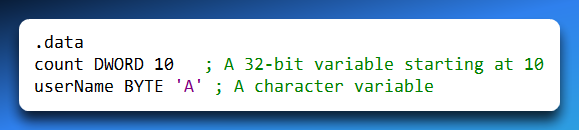 .data
count DWORD 10   ; A 32-bit variable starting at 10
userName BYTE 'A' ; A character variable